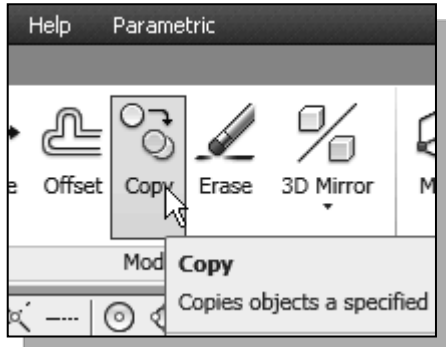 Help Parametric
Offset Copy Erase 3D Mirror
Copy
Copies objects a specified